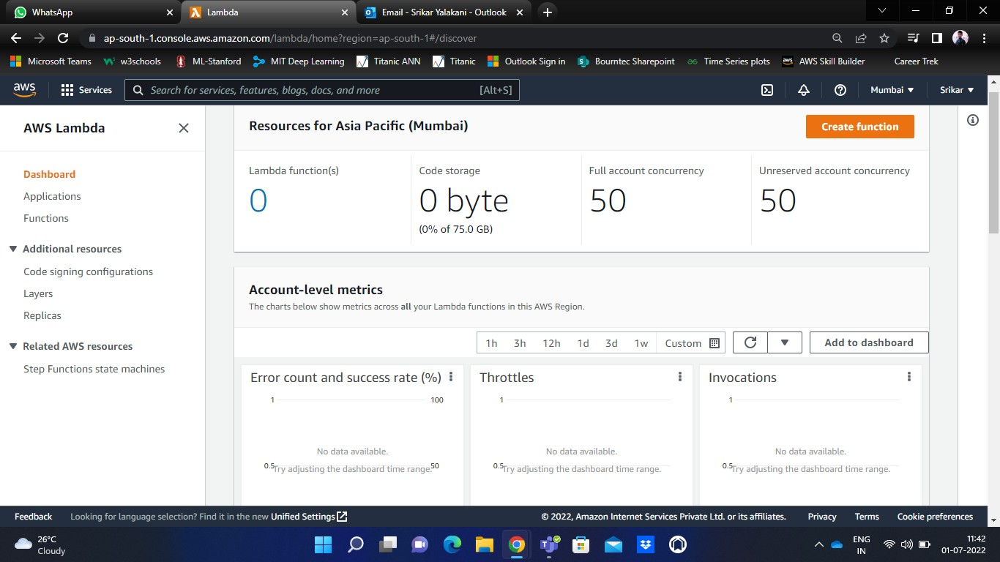 WhatsApp
Lambda
Email - Srikar Yalakani - Outlook
ap-south-1.console.aws.amazon.com/lambda/home?region=ap-south-1#/discover
Microsoft Teams w3schools ML-Stanford MIT Deep Learning Titanic ANN Titanic Outlook Sign in Bourntec Sharepoint Time Series plots AWS Skill Builder Career Trek
aws Services Search for services, features, blogs, docs, and more [Alt+S] Mumbai Srikar
AWS Lambda
Dashboard
Applications
Functions
Additional resources
Code signing configurations
Layers
Replicas
Related AWS resources
Step Functions state machines
Resources for Asia Pacific (Mumbai)
Create function
Lambda function(s)
0
Code storage
0 byte
(0% of 75.0 GB)
Full account concurrency
50
Unreserved account concurrency
50
Account-level metrics
The charts below show metrics across all your Lambda functions in this AWS Region.
1h 3h 12h 1d 3d 1w Custom
Add to dashboard
Error count and success rate (%)
1 100
No data available.
0.5 Try adjusting the dashboard time range. 50
Throttles
1
No data available.
0.5 Try adjusting the dashboard time range.
Invocations
1
No data available.
0.5 Try adjusting the dashboard time range.
Feedback Looking for language selection? Find it in the new Unified Settings © 2022, Amazon Internet Services Private Ltd. or its affiliates. Privacy Terms Cookie preferences
26°C
Cloudy
ENG
IN
11:42
01-07-2022